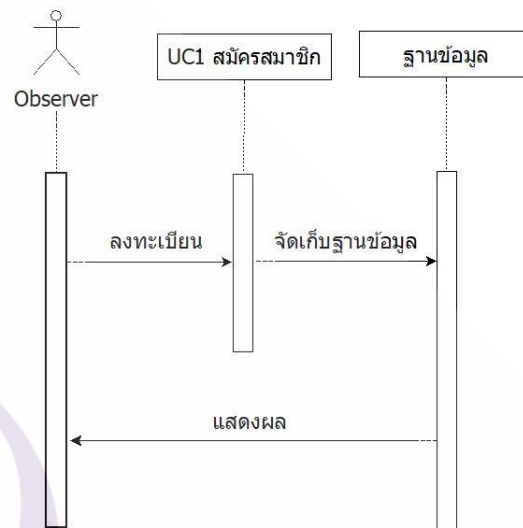 UC1 สมัครสมาชิก
ฐานข้อมูล
Observer
ลงทะเบียน
จัดเก็บฐานข้อมูล
แสดงผล